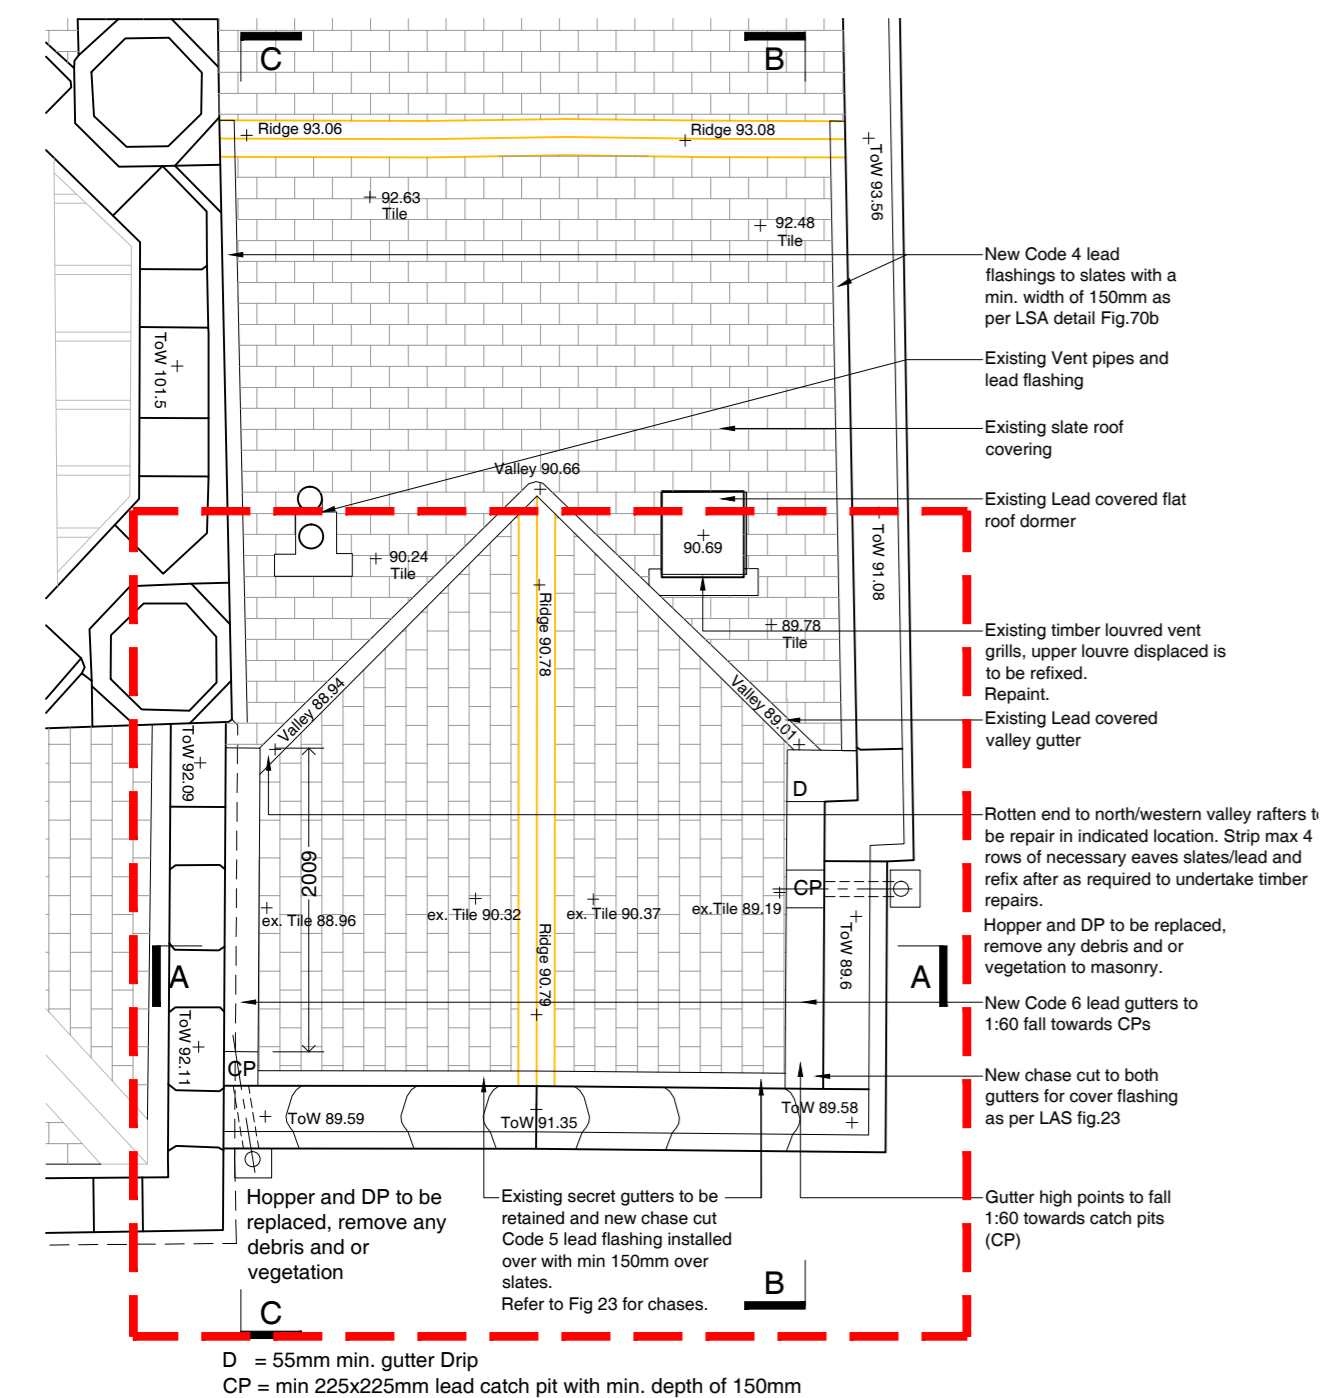 C
B
Ridge 93.06
Ridge 93.08
ToW 93.56
92.63
Tile
92.48
Tile
New Code 4 lead
flashings to slates with a
min. width of 150mm as
per LSA detail Fig.70b
ToW 101.5
Existing Vent pipes and
lead flashing
Existing slate roof
covering
Valley 90.66
Existing Lead covered flat
roof dormer
90.69
90.24
Tile
ToW 91.08
Ridge 90.78
89.78
Tile
Existing timber louvred vent
grills, upper louvre displaced is
to be refixed.
Repaint.
Valley 88.94
Valley 89.01
Existing Lead covered
valley gutter
ToW 92.09
D
Rotten end to north/western valley rafters t
be repair in indicated location. Strip max 4
rows of necessary eaves slates/lead and
refix after as required to undertake timber
repairs.
2009
CP
ex. Tile 88.96
ex. Tile 90.32
ex. Tile 90.37
ex.Tile 89.19
Hopper and DP to be replaced,
remove any debris and or
vegetation to masonry.
Ridge 90.79
ToW 89.6
A
A
New Code 6 lead gutters to
1:60 fall towards CPs
ToW 92.11
CP
New chase cut to both
gutters for cover flashing
as per LAS fig.23
ToW 89.59
ToW 91.35
ToW 89.58
Hopper and DP to be
replaced, remove any
debris and or
vegetation
Existing secret gutters to be
retained and new chase cut
Code 5 lead flashing installed
over with min 150mm over
slates.
Refer to Fig 23 for chases.
Gutter high points to fall
1:60 towards catch pits
(CP)
B
C
D = 55mm min. gutter Drip
CP = min 225x225mm lead catch pit with min. depth of 150mm